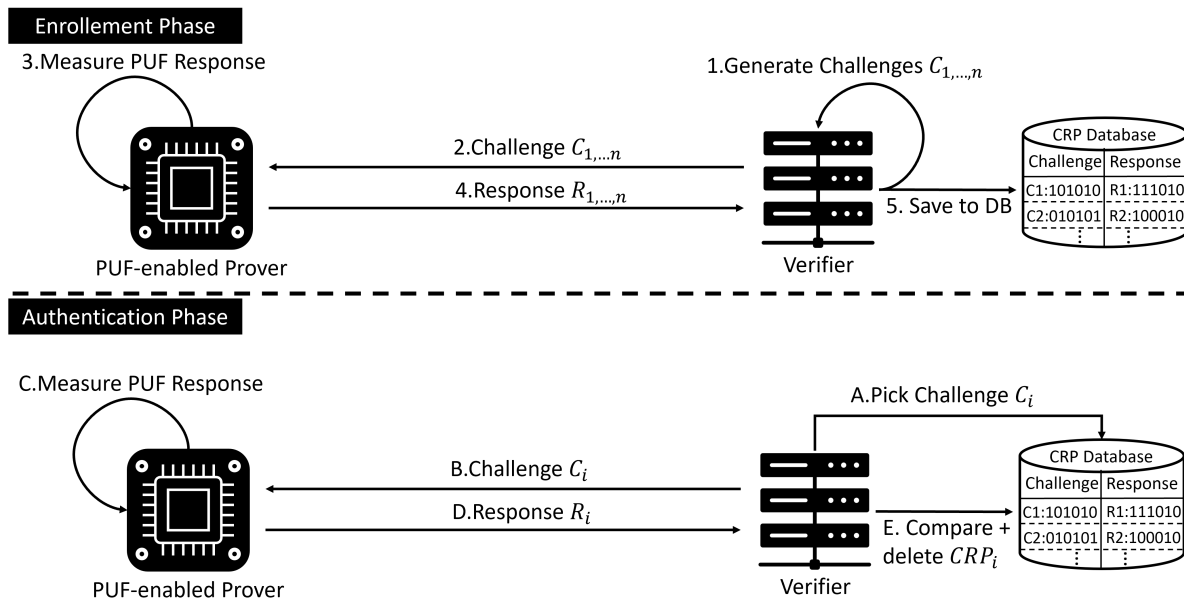 Enrollement Phase
3.Measure PUF Response
1.Generate Challenges C₁,...,ₙ
2.Challenge C₁,...ₙ
4.Response R₁,...,ₙ
5. Save to DB
PUF-enabled Prover
Verifier
CRP Database
Challenge Response
C1:101010 R1:111010
C2:010101 R2:100010
⋮ ⋮
Authentication Phase
C.Measure PUF Response
A.Pick Challenge Cᵢ
B.Challenge Cᵢ
D.Response Rᵢ
E. Compare +
delete CRPᵢ
PUF-enabled Prover
Verifier
CRP Database
Challenge Response
C1:101010 R1:111010
C2:010101 R2:100010
⋮ ⋮